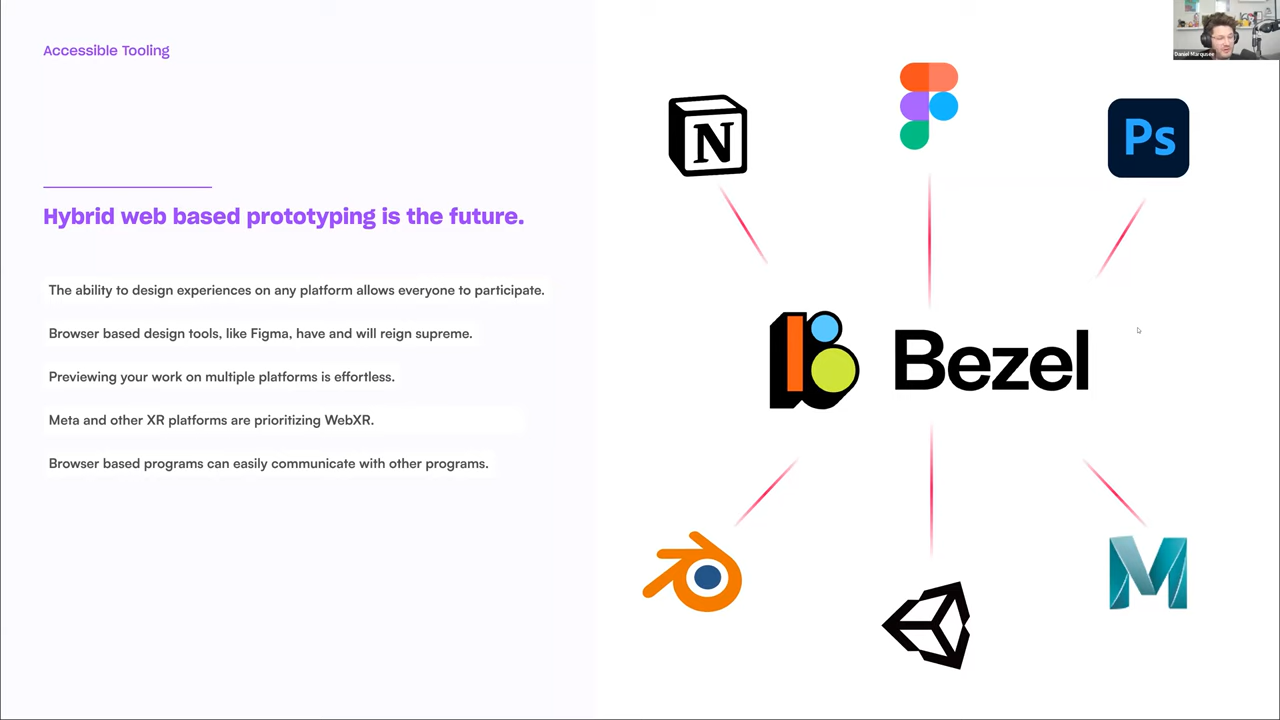 Accessible Tooling
Hybrid web based prototyping is the future.
The ability to design experiences on any platform allows everyone to participate.
Browser based design tools, like Figma, have and will reign supreme.
Previewing your work on multiple platforms is effortless.
Meta and other XR platforms are prioritizing WebXR.
Browser based programs can easily communicate with other programs.
N
Ps
Bezel
M
Daniel Marqusee